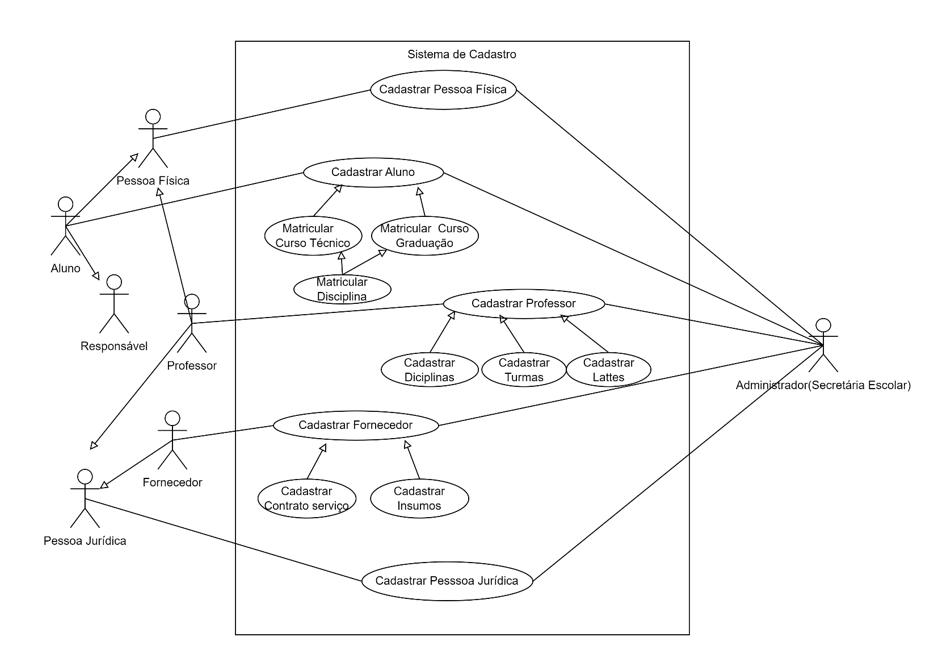 Sistema de Cadastro
Cadastrar Pessoa Física
Pessoa Física
Cadastrar Aluno
Matricular
Curso Técnico
Matricular Curso
Graduação
Aluno
Matricular
Disciplina
Cadastrar Professor
Responsável
Professor
Cadastrar
Diciplinas
Cadastrar
Turmas
Cadastrar
Lattes
Administrador(Secretária Escolar)
Cadastrar Fornecedor
Fornecedor
Cadastrar
Contrato serviço
Cadastrar
Insumos
Pessoa Jurídica
Cadastrar Pesssoa Jurídica